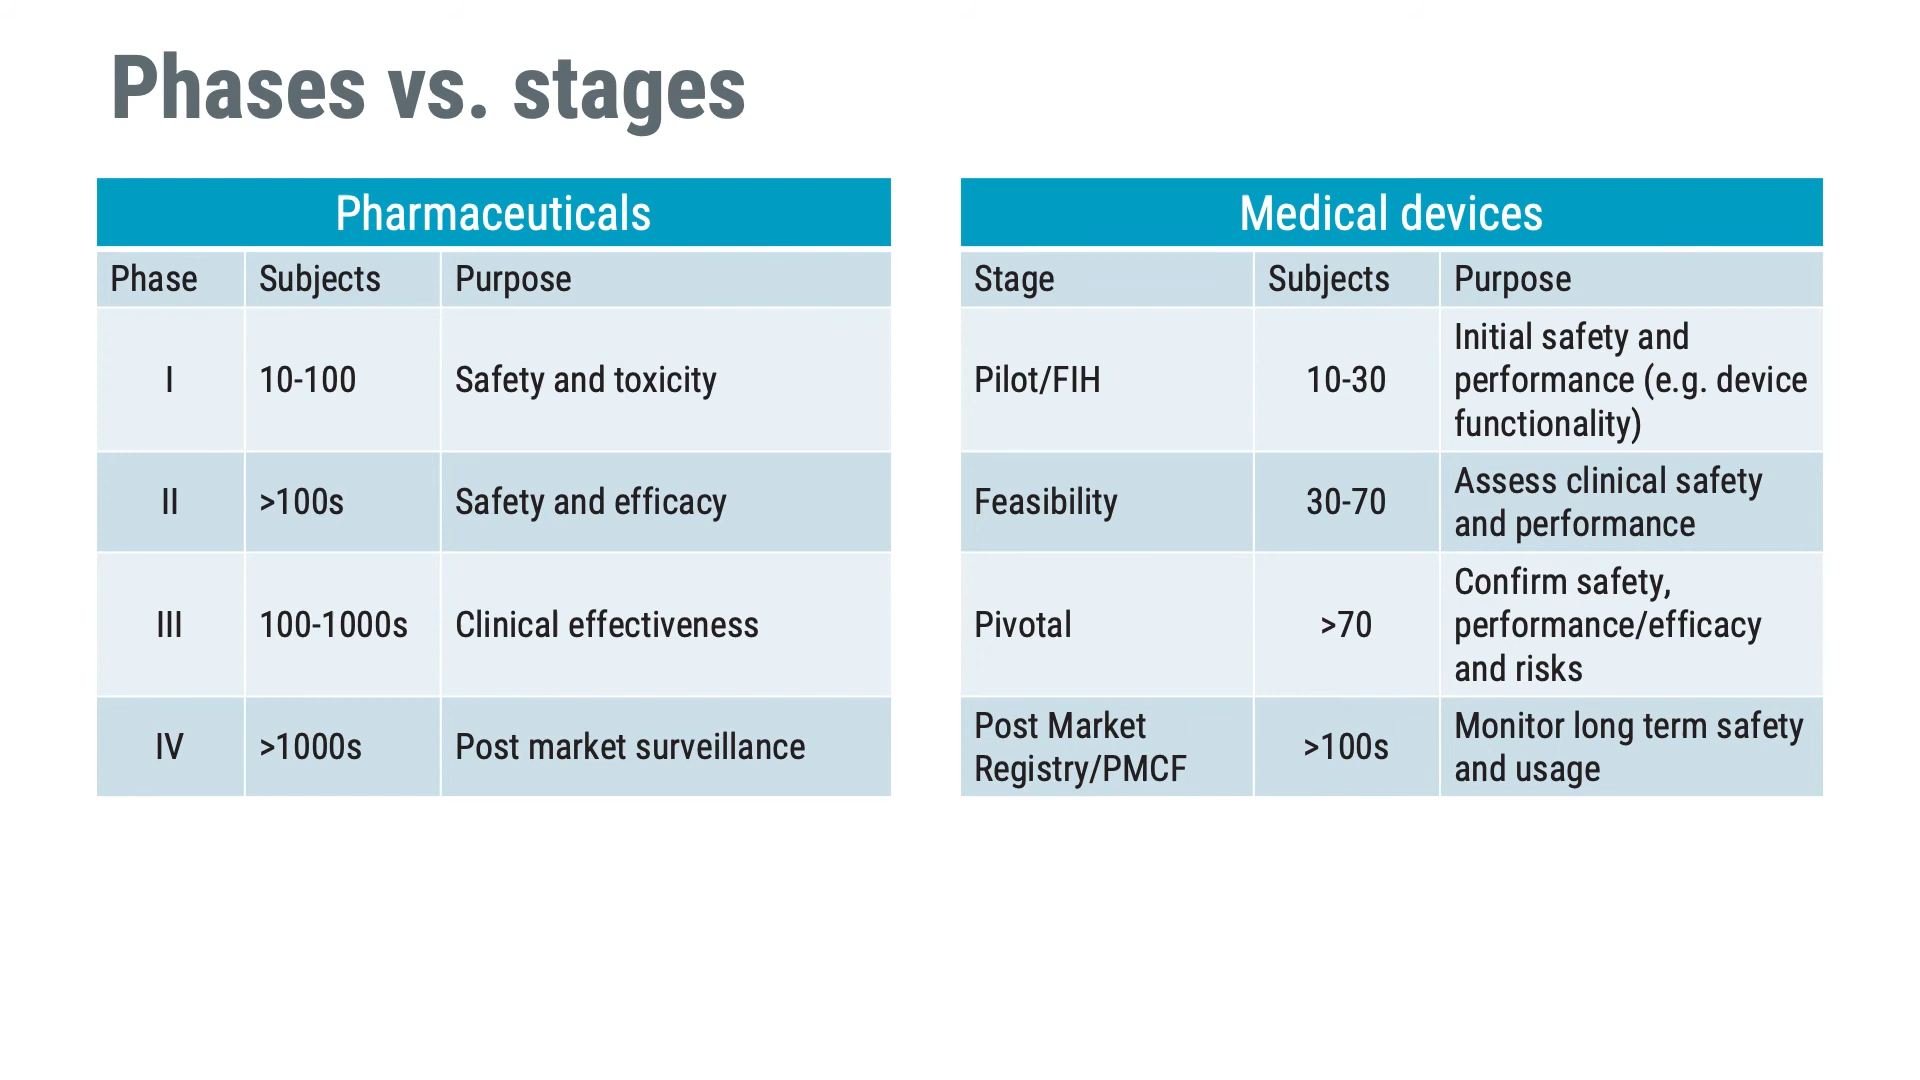 Phases vs. stages
Pharmaceuticals
Phase Subjects Purpose
I 10-100 Safety and toxicity
II >100s Safety and efficacy
III 100-1000s Clinical effectiveness
IV >1000s Post market surveillance
Medical devices
Stage Subjects Purpose
Pilot/FIH 10-30 Initial safety and
performance (e.g. device
functionality)
Feasibility 30-70 Assess clinical safety
and performance
Pivotal >70 Confirm safety,
performance/efficacy
and risks
Post Market
Registry/PMCF >100s Monitor long term safety
and usage